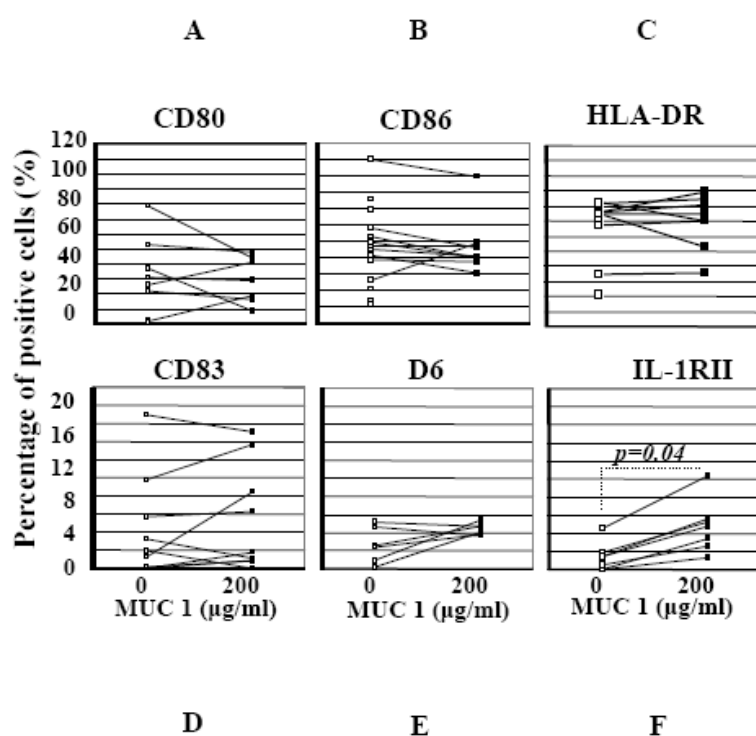 A B C
CD80 CD86 HLA-DR
120
100
80
60
40
20
0
Percentage of positive cells (%)
CD83 D6 IL-1RII
20
16
12
8
4
0
p=0.04
0 200 0 200 0 200
MUC 1 (µg/ml) MUC 1 (µg/ml) MUC 1 (µg/ml)
D E F